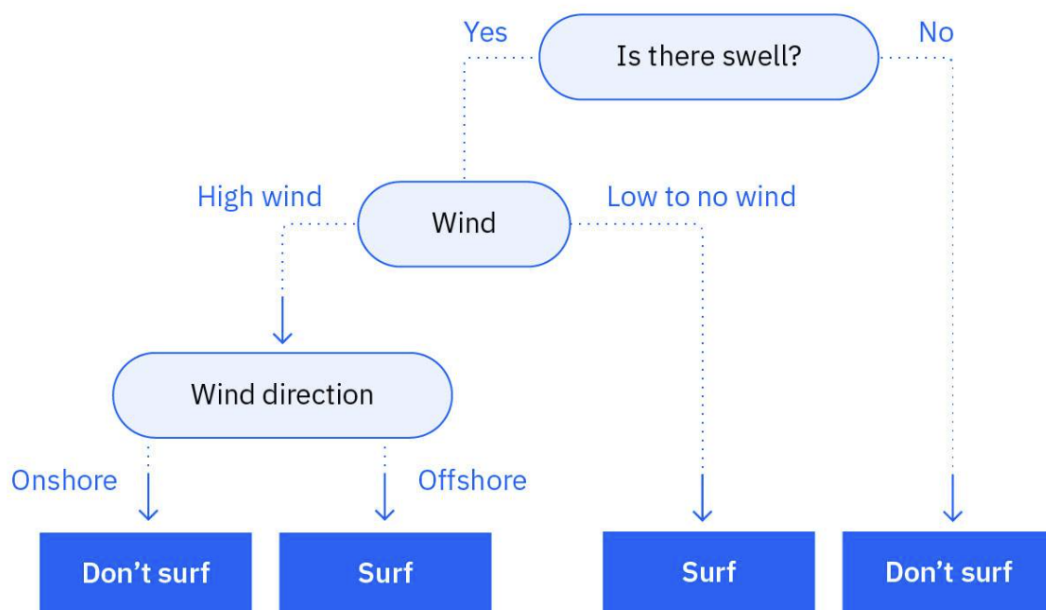 Yes
Is there swell?
No
High wind
Wind
Low to no wind
Wind direction
Onshore
Offshore
Don’t surf
Surf
Surf
Don’t surf